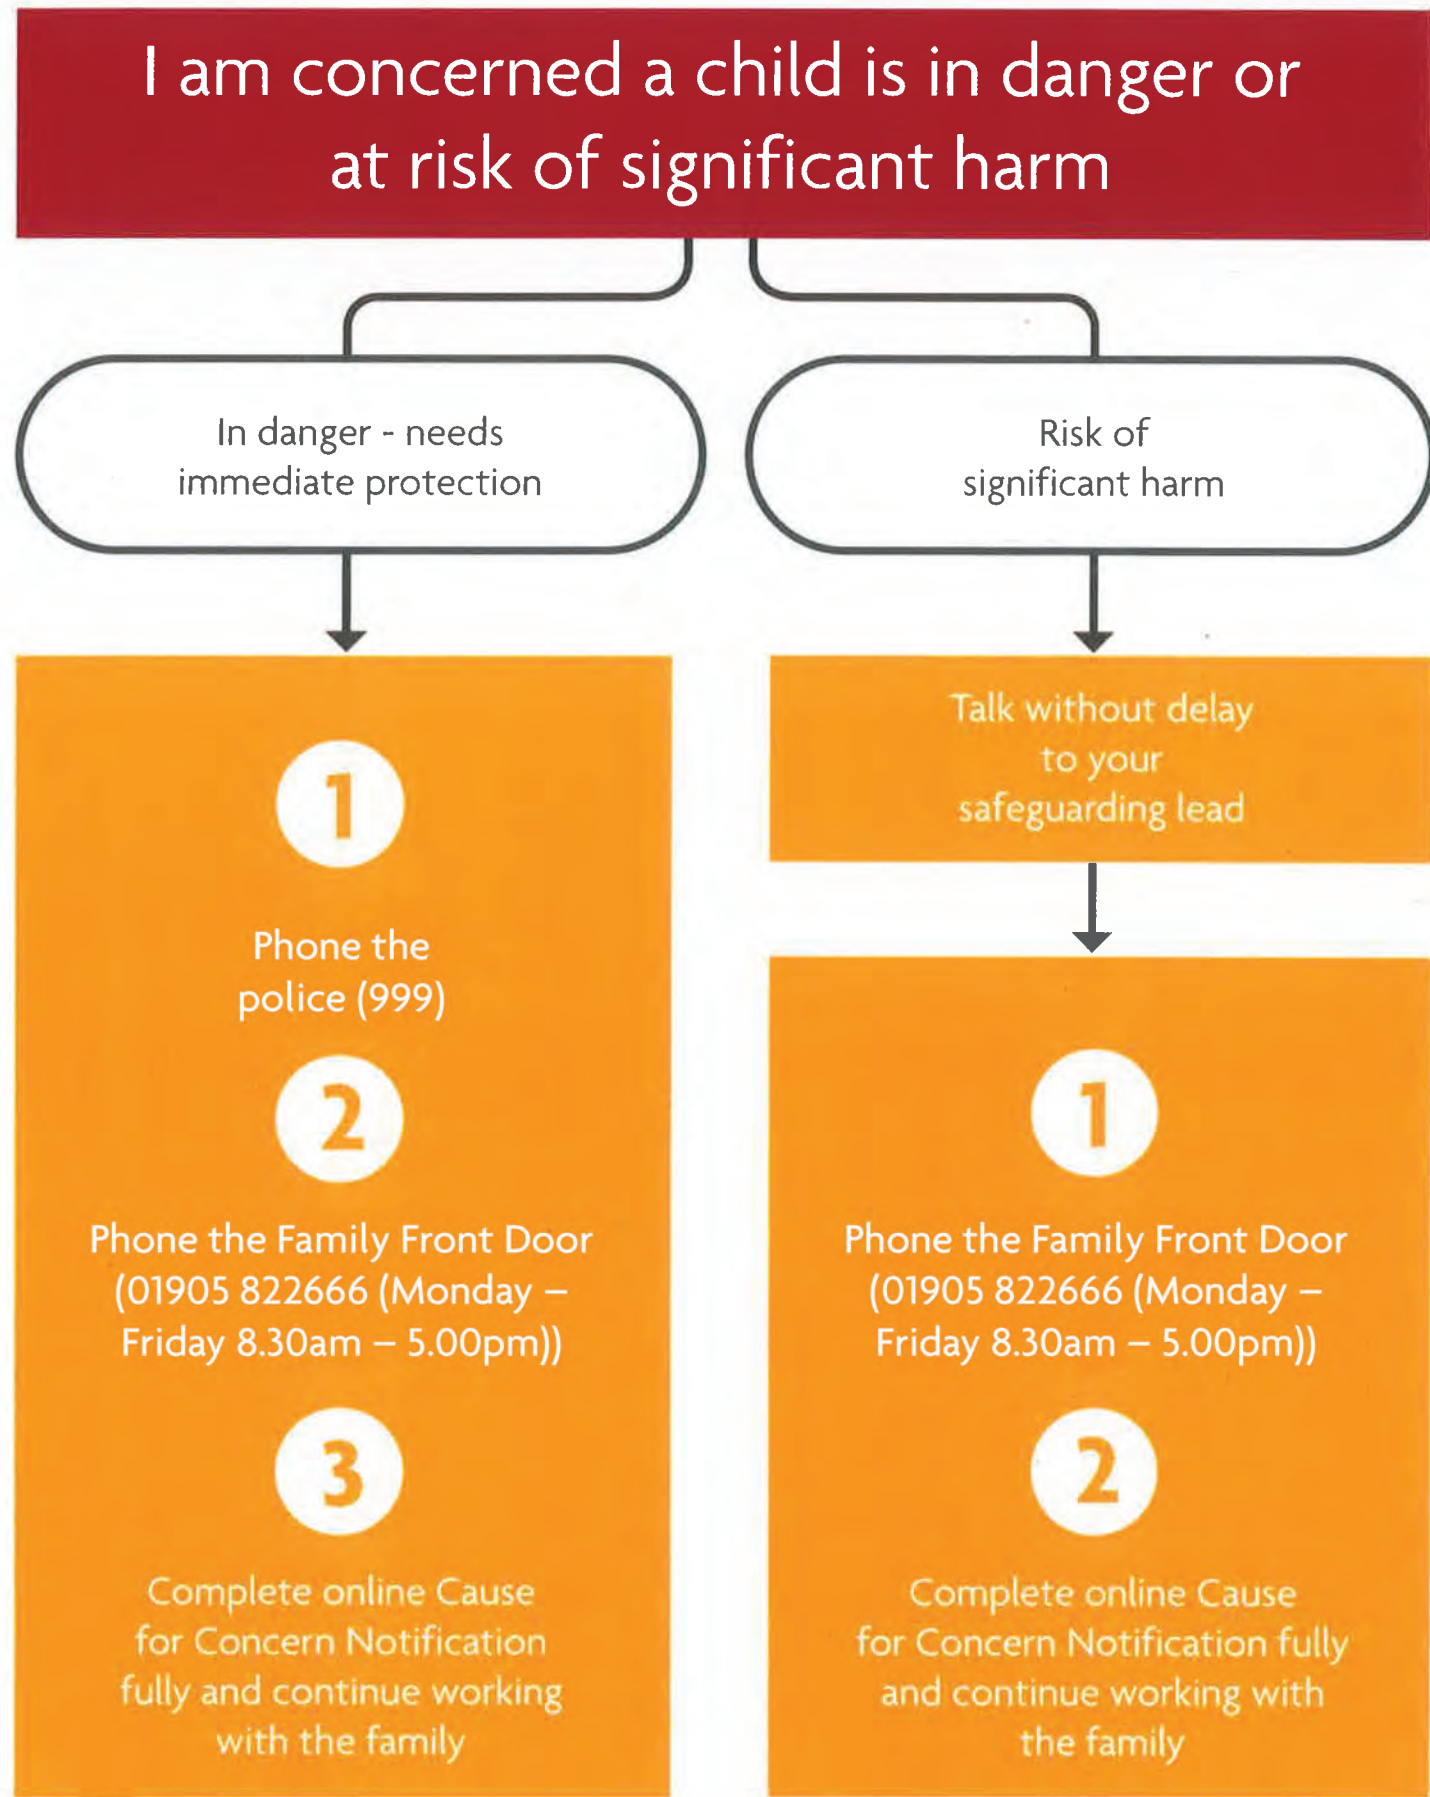 I am concerned a child is in danger or
at risk of significant harm
In danger - needs
immediate protection
1
Phone the
police (999)
2
Phone the Family Front Door
(01905 822666 (Monday –
Friday 8.30am – 5.00pm))
3
Complete online Cause
for Concern Notification
fully and continue working
with the family
Risk of
significant harm
Talk without delay
to your
safeguarding lead
1
Phone the Family Front Door
(01905 822666 (Monday –
Friday 8.30am – 5.00pm))
2
Complete online Cause
for Concern Notification fully
and continue working with
the family